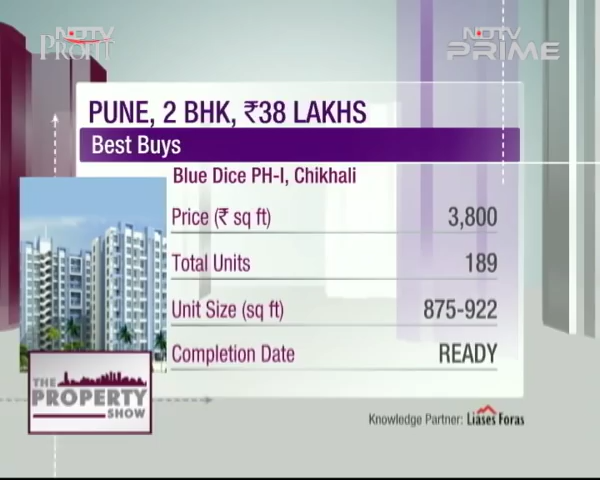 NDTV
PROFIT
NDTV
PRIME
PUNE, 2 BHK, ₹38 LAKHS
Best Buys
Blue Dice PH-I, Chikhali
Price (₹ sq ft) 3,800
Total Units 189
Unit Size (sq ft) 875-922
Completion Date READY
THE
PROPERTY
SHOW
Knowledge Partner: Liases Foras